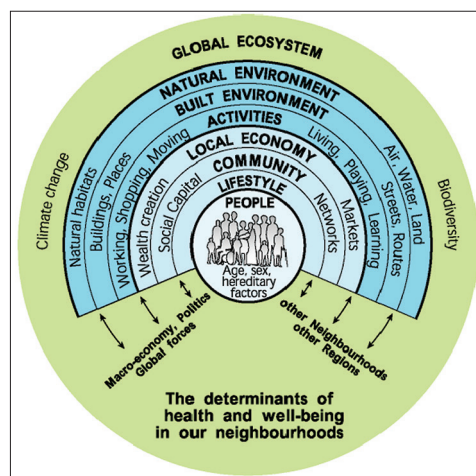 GLOBAL ECOSYSTEM
NATURAL ENVIRONMENT
BUILT ENVIRONMENT
ACTIVITIES
LOCAL ECONOMY
COMMUNITY
LIFESTYLE
PEOPLE
Age, sex,
hereditary
factors
Climate change
Natural habitats
Buildings, Places
Working, Shopping, Moving
Wealth creation
Social Capital
Networks
Markets
Living, Playing, Learning
Streets, Routes
Air, Water, Land
Biodiversity
Macro-economy, Politics
Global forces
other Neighbourhoods
other Regions
The determinants of
health and well-being
in our neighbourhoods